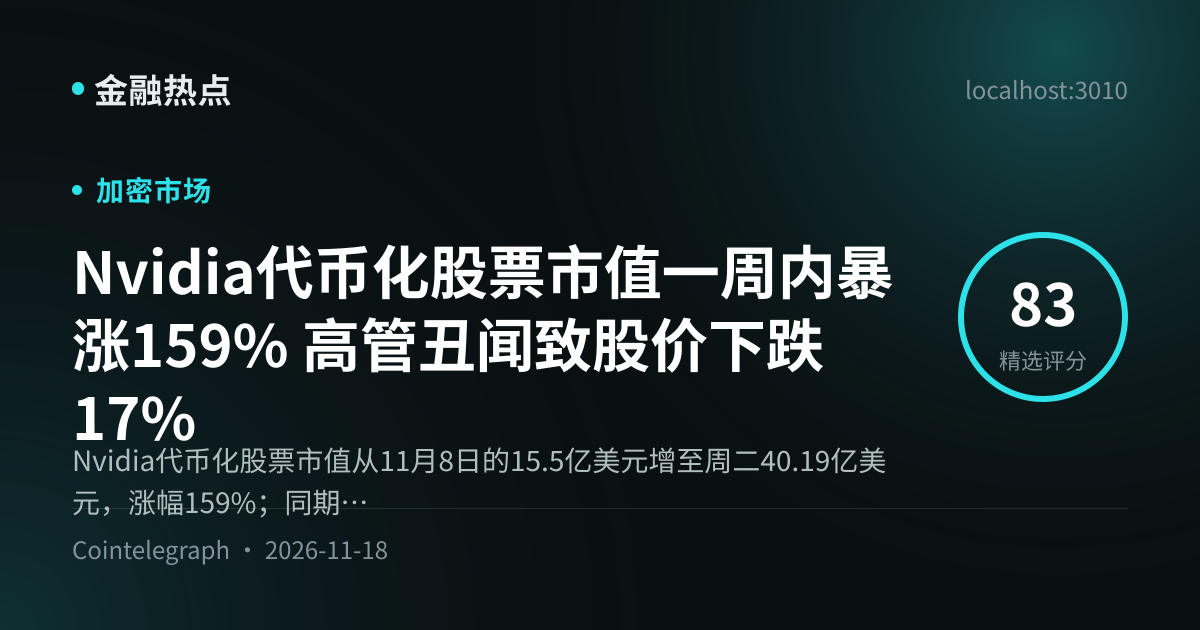 金融热点
localhost:3010
加密市场
Nvidia代币化股票市值一周内暴
涨159% 高管丑闻致股价下跌
17%
83
精选评分
Nvidia代币化股票市值从11月8日的15.5亿美元增至周二40.19亿美
元，涨幅159%；同期…
Cointelegraph · 2026-11-18